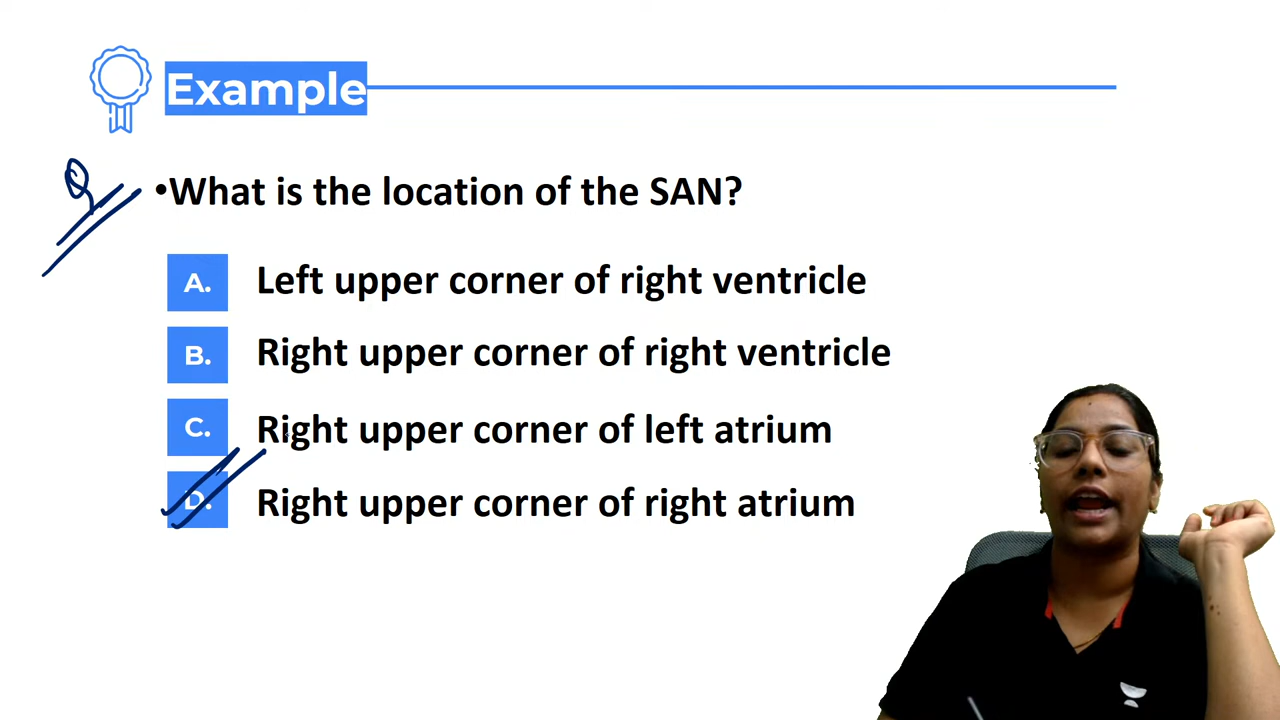 Example
Q
•What is the location of the SAN?
A. Left upper corner of right ventricle
B. Right upper corner of right ventricle
C. Right upper corner of left atrium
D. Right upper corner of right atrium